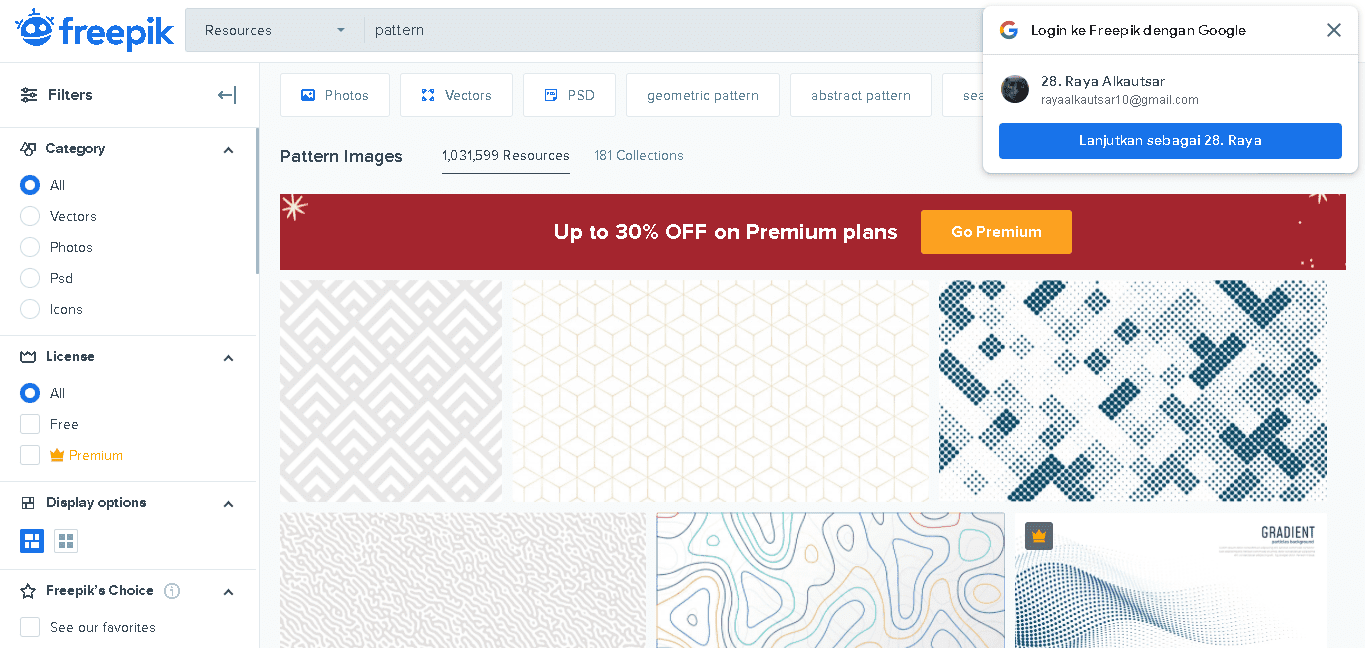 freepik
Resources
pattern
Login ke Freepik dengan Google
28. Raya Alkautsar
rayaalkautsar10@gmail.com
Lanjutkan sebagai 28. Raya
Filters
Photos
Vectors
PSD
geometric pattern
abstract pattern
Category
All
Vectors
Photos
Psd
Icons
License
All
Free
Premium
Display options
Freepik's Choice
See our favorites
Pattern Images
1,031,599 Resources
181 Collections
Up to 30% OFF on Premium plans
Go Premium
GRADIENT
particles background